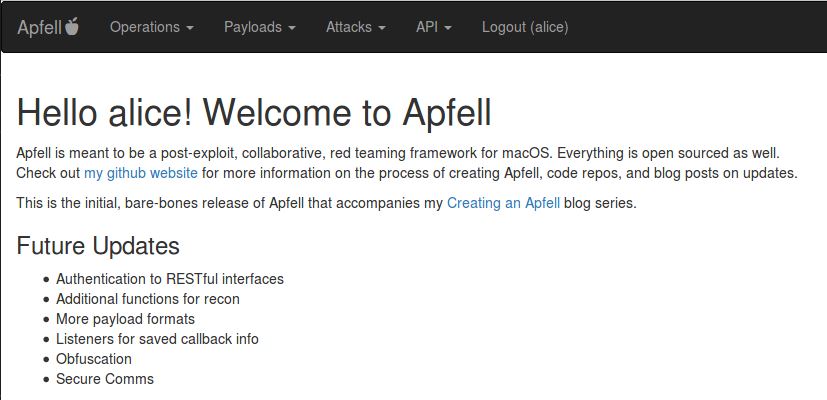 Apfell Operations Payloads Attacks API Logout (alice)
Hello alice! Welcome to Apfell
Apfell is meant to be a post-exploit, collaborative, red teaming framework for macOS. Everything is open sourced as well.
Check out my github website for more information on the process of creating Apfell, code repos, and blog posts on updates.
This is the initial, bare-bones release of Apfell that accompanies my Creating an Apfell blog series.
Future Updates
Authentication to RESTful interfaces
Additional functions for recon
More payload formats
Listeners for saved callback info
Obfuscation
Secure Comms